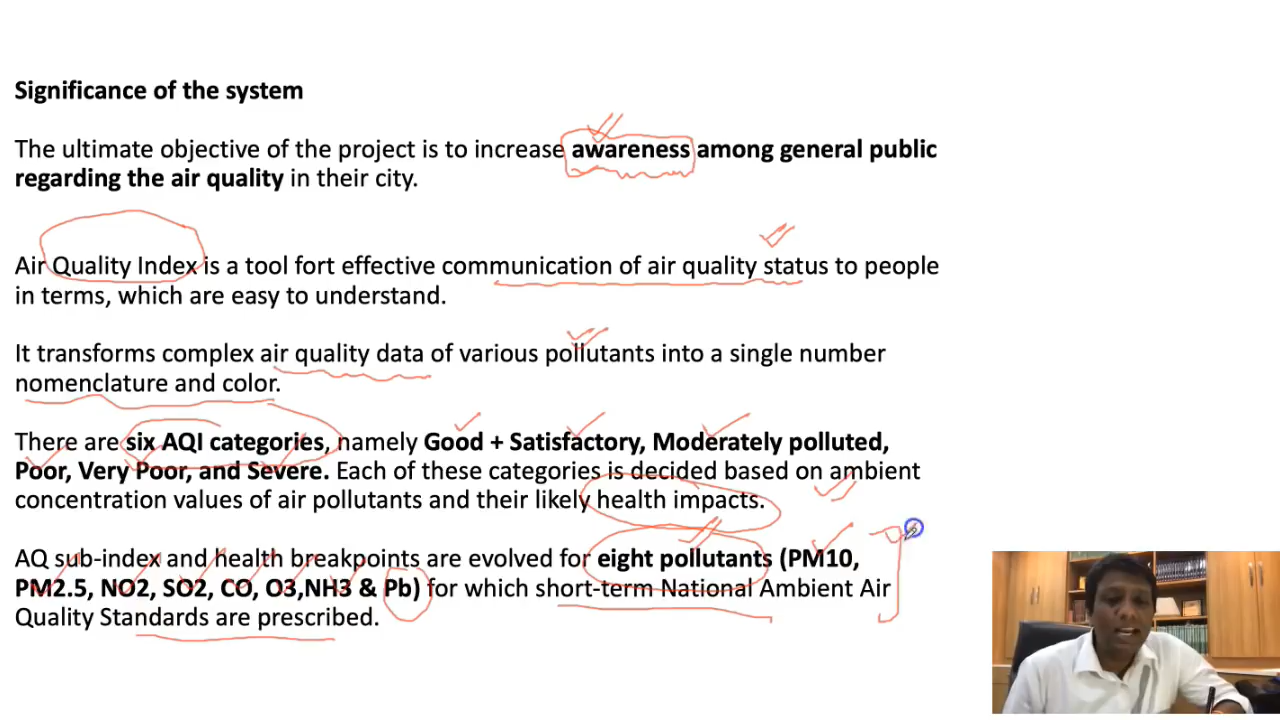 Significance of the system
The ultimate objective of the project is to increase awareness among general public
regarding the air quality in their city.
Air Quality Index is a tool fort effective communication of air quality status to people
in terms, which are easy to understand.
It transforms complex air quality data of various pollutants into a single number
nomenclature and color.
There are six AQI categories, namely Good + Satisfactory, Moderately polluted,
Poor, Very Poor, and Severe. Each of these categories is decided based on ambient
concentration values of air pollutants and their likely health impacts.
AQ sub-index and health breakpoints are evolved for eight pollutants (PM10,
PM2.5, NO2, SO2, CO, O3,NH3 & Pb) for which short-term National Ambient Air
Quality Standards are prescribed.